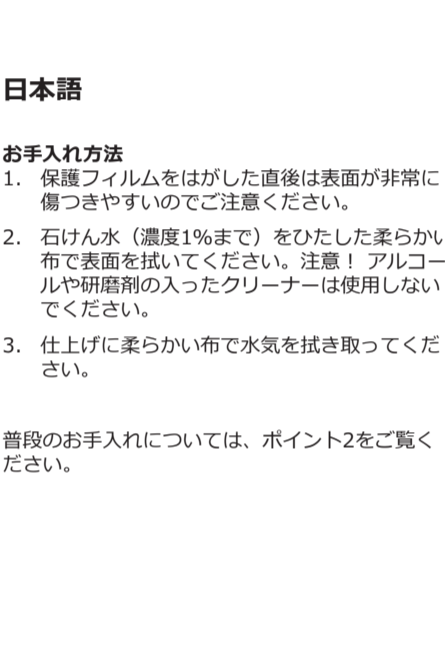 日本語
お手入れ方法
1. 保護フィルムをはがした直後は表面が非常に
傷つきやすいのでご注意ください。
2. 石けん水（濃度1%まで）をひたした柔らかい
布で表面を拭いてください。注意！ アルコー
ルや研磨剤の入ったクリーナーは使用しない
でください。
3. 仕上げに柔らかい布で水気を拭き取ってくだ
さい。
普段のお手入れについては、ポイント2をご覧く
ださい。